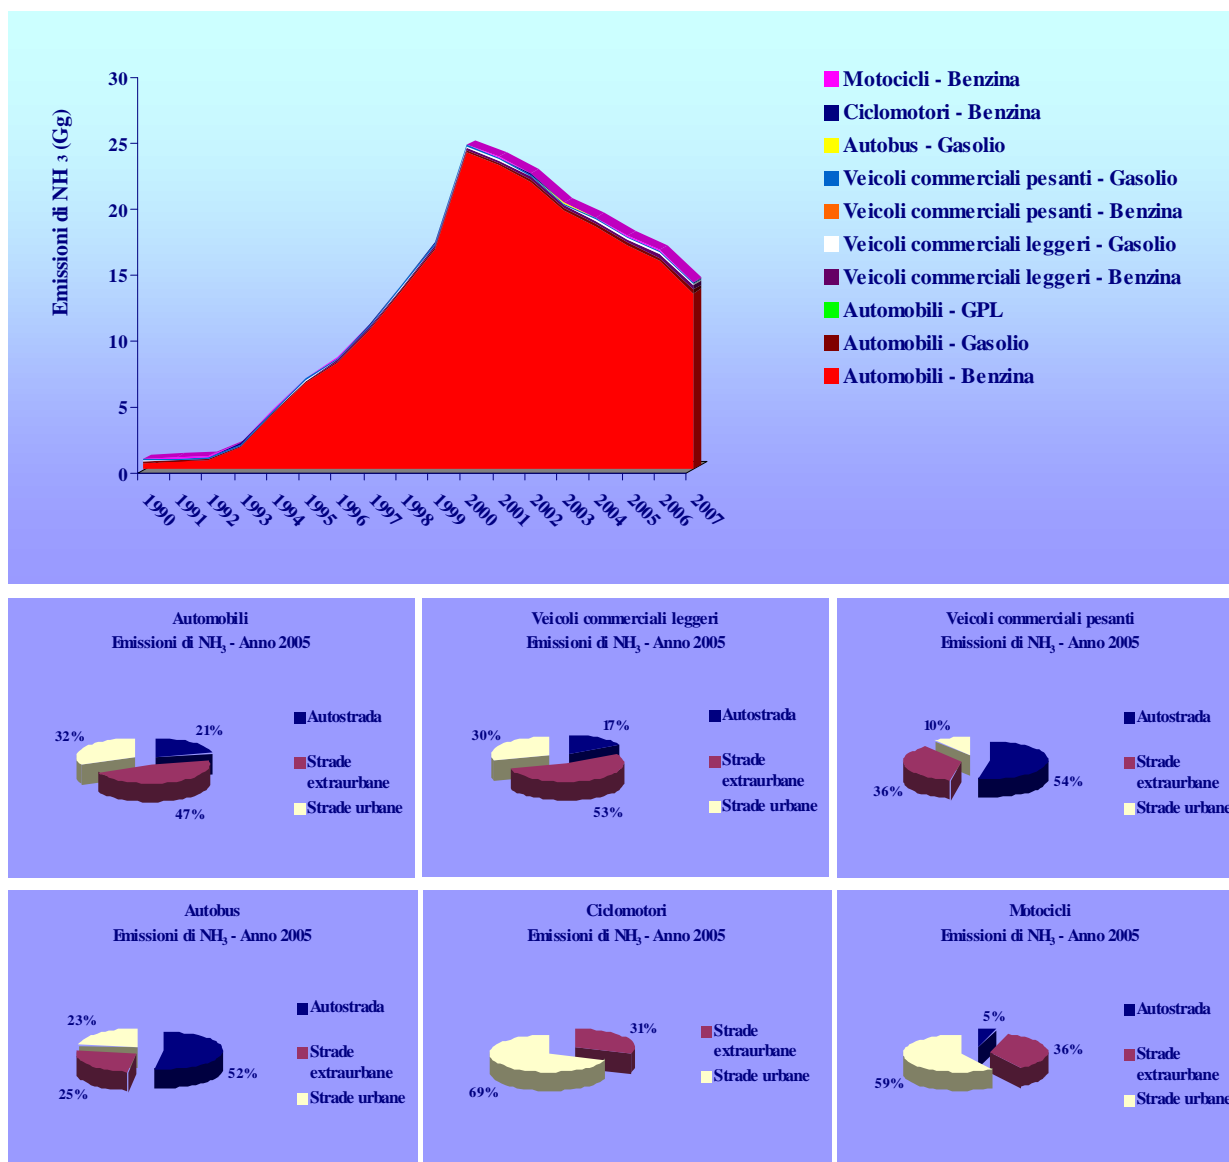 Emissioni di NH 3 (Gg)
30
25
20
15
10
5
0
1990
1991
1992
1993
1994
1995
1996
1997
1998
1999
2000
2001
2002
2003
2004
2005
2006
2007
Motocicli - Benzina
Ciclomotori - Benzina
Autobus - Gasolio
Veicoli commerciali pesanti - Gasolio
Veicoli commerciali pesanti - Benzina
Veicoli commerciali leggeri - Gasolio
Veicoli commerciali leggeri - Benzina
Automobili - GPL
Automobili - Gasolio
Automobili - Benzina
Automobili
Emissioni di NH3 - Anno 2005
32%
21%
47%
Autostrada
Strade
extraurbane
Strade urbane
Veicoli commerciali leggeri
Emissioni di NH3 - Anno 2005
30%
17%
53%
Autostrada
Strade
extraurbane
Strade urbane
Veicoli commerciali pesanti
Emissioni di NH3 - Anno 2005
10%
36%
54%
Autostrada
Strade
extraurbane
Strade urbane
Autobus
Emissioni di NH3 - Anno 2005
23%
25%
52%
Autostrada
Strade
extraurbane
Strade urbane
Ciclomotori
Emissioni di NH3 - Anno 2005
31%
69%
Strade
extraurbane
Strade urbane
Motocicli
Emissioni di NH3 - Anno 2005
5%
36%
59%
Autostrada
Strade
extraurbane
Strade urbane